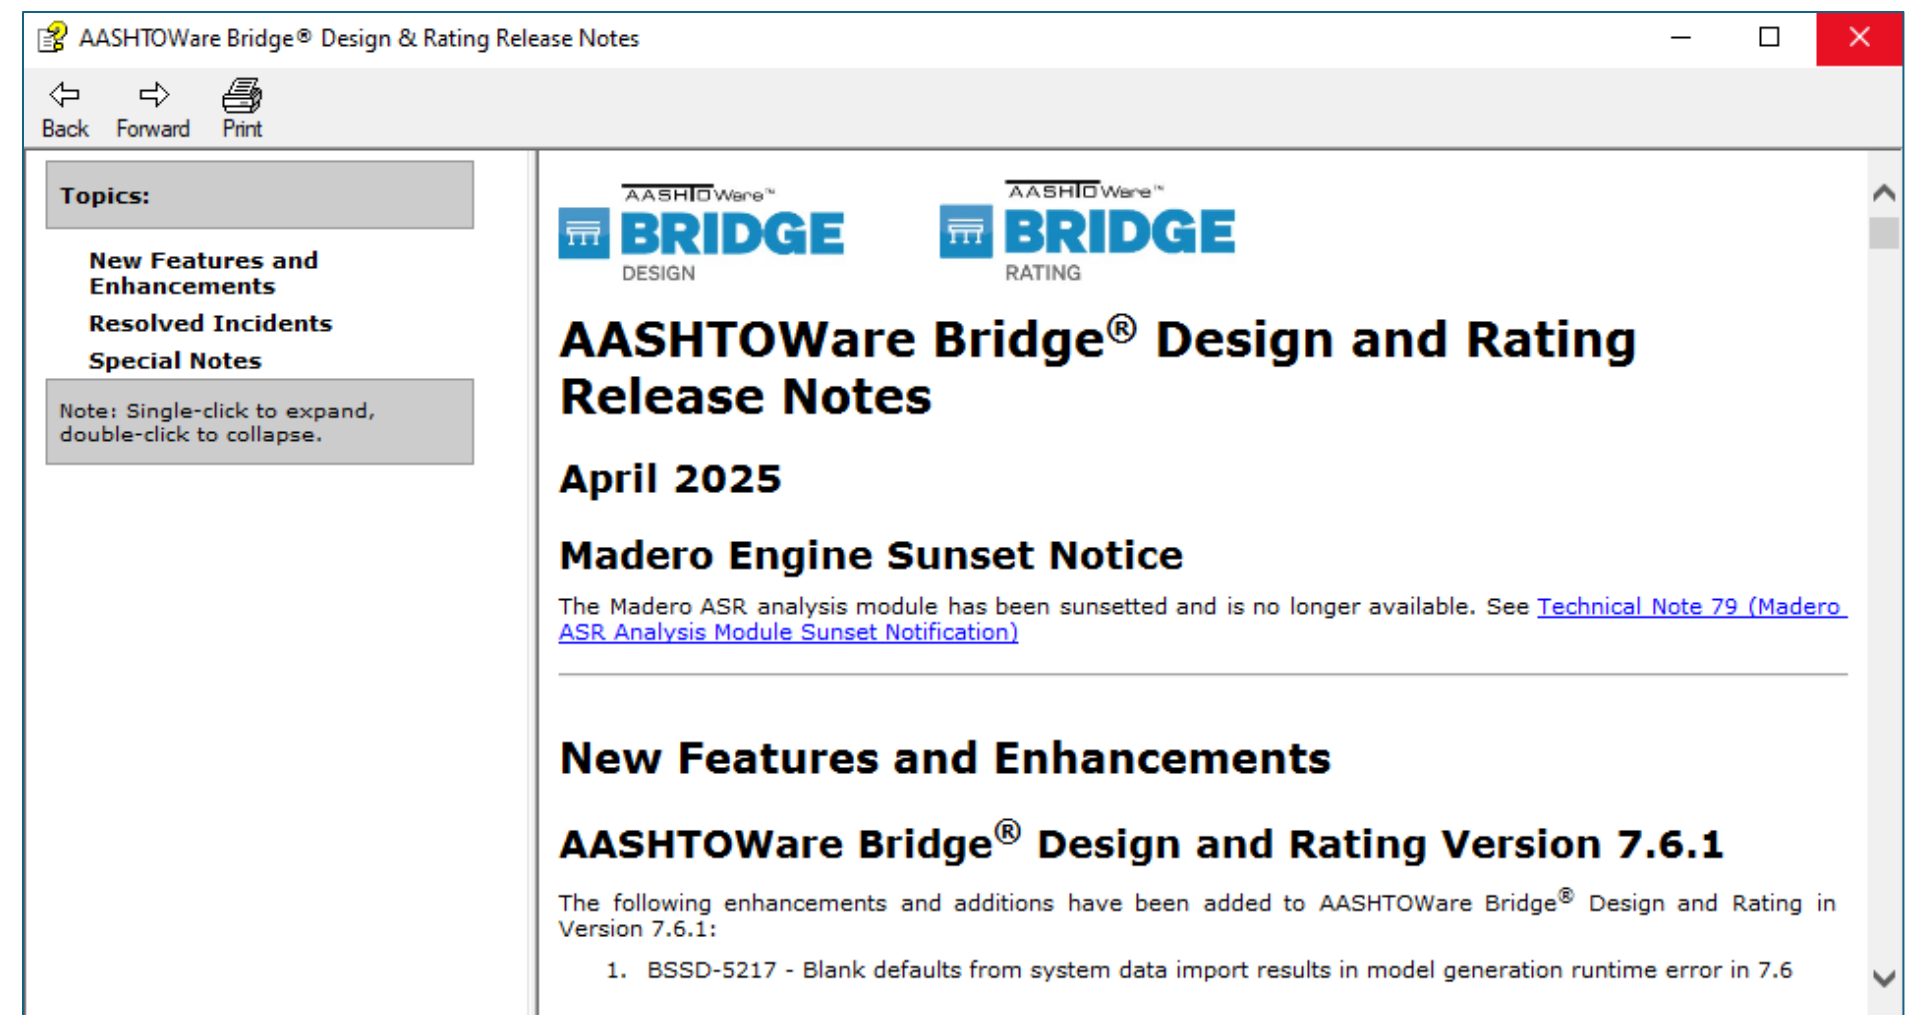 AASHTOWare Bridge® Design & Rating Release Notes
Back Forward Print
Topics:
New Features and
Enhancements
Resolved Incidents
Special Notes
Note: Single-click to expand,
double-click to collapse.
AASHTOWare™
BRIDGE
DESIGN
AASHTOWare™
BRIDGE
RATING
AASHTOWare Bridge® Design and Rating
Release Notes
April 2025
Madero Engine Sunset Notice
The Madero ASR analysis module has been sunsetted and is no longer available. See Technical Note 79 (Madero
ASR Analysis Module Sunset Notification)
New Features and Enhancements
AASHTOWare Bridge® Design and Rating Version 7.6.1
The following enhancements and additions have been added to AASHTOWare Bridge® Design and Rating in
Version 7.6.1:
1. BSSD-5217 - Blank defaults from system data import results in model generation runtime error in 7.6